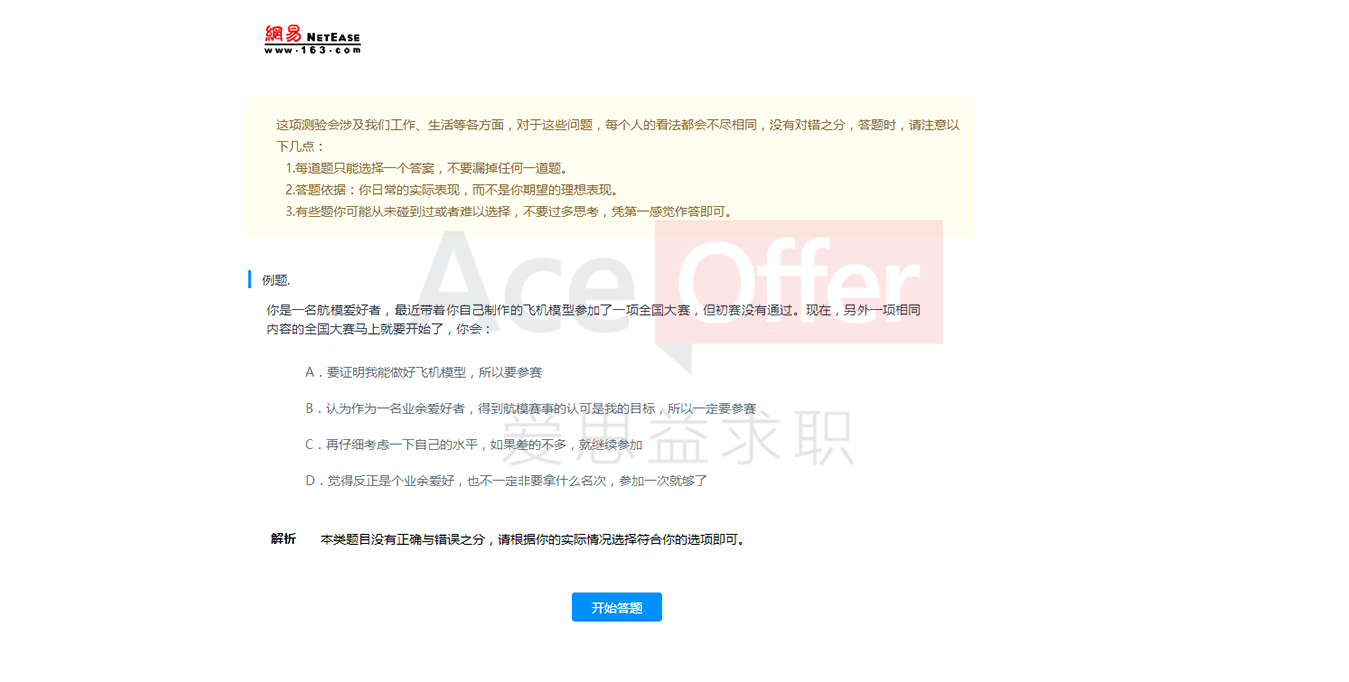 網易 NETEASE
www.163.com
这项测验会涉及我们工作、生活等各方面，对于这些问题，每个人的看法都会不尽相同，没有对错之分，答题时，请注意以
下几点：
1.每道题只能选择一个答案，不要漏掉任何一道题。
2.答题依据：你日常的实际表现，而不是你期望的理想表现。
3.有些题你可能从未碰到过或者难以选择，不要过多思考，凭第一感觉作答即可。
Ace Offer
例题.
你是一名航模爱好者，最近带着你自己制作的飞机模型参加了一项全国大赛，但初赛没有通过。现在，另外一项相同
内容的全国大赛马上就要开始了，你会：
A．要证明我能做好飞机模型，所以要参赛
B．认为作为一名业余爱好者，得到航模赛事的认可是我的目标，所以一定要参赛
爱思益求职
C．再仔细考虑一下自己的水平，如果差的不多，就继续参加
D．觉得反正是个业余爱好，也不一定非要拿什么名次，参加一次就够了
解析 本类题目没有正确与错误之分，请根据你的实际情况选择符合你的选项即可。
开始答题